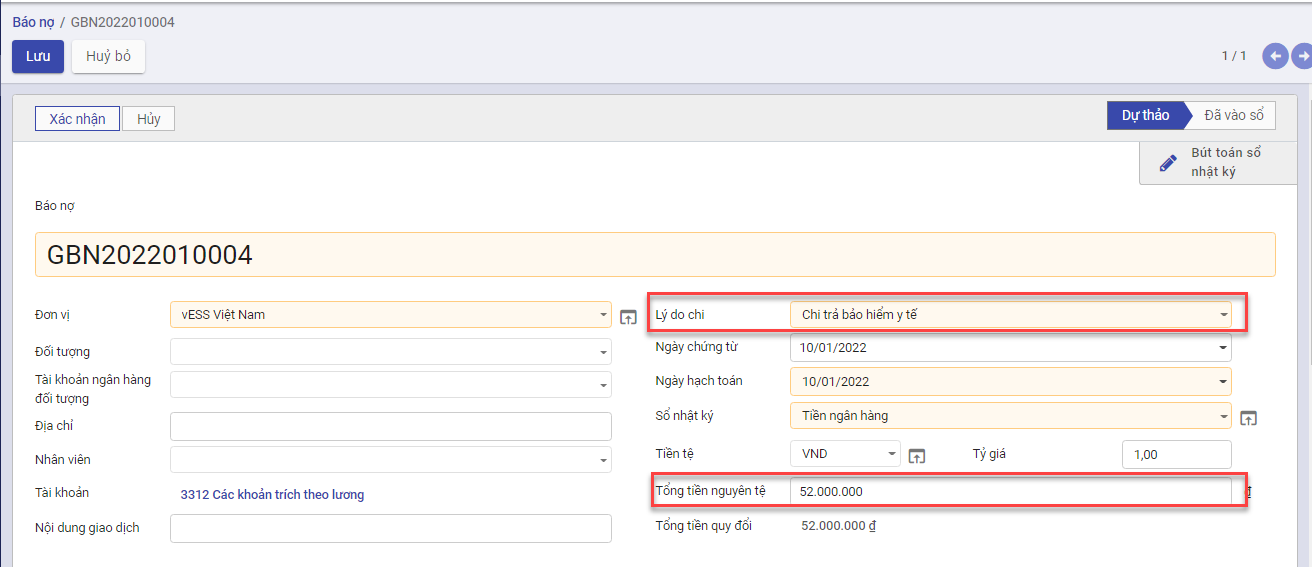 Báo nợ / GBN2022010004
Lưu
Huỷ bỏ
1 / 1
Xác nhận
Hủy
Dự thảo
Đã vào sổ
Bút toán sổ
nhật ký
Báo nợ
GBN2022010004
Đơn vị
vESS Việt Nam
Lý do chi
Chi trả bảo hiểm y tế
Đối tượng
Ngày chứng từ
10/01/2022
Tài khoản ngân hàng
đối tượng
Ngày hạch toán
10/01/2022
Địa chỉ
Sổ nhật ký
Tiền ngân hàng
Nhân viên
Tiền tệ
VND
Tỷ giá
1,00
Tài khoản
3312 Các khoản trích theo lương
Tổng tiền nguyên tệ
52.000.000
₫
Nội dung giao dịch
Tổng tiền quy đổi
52.000.000 ₫